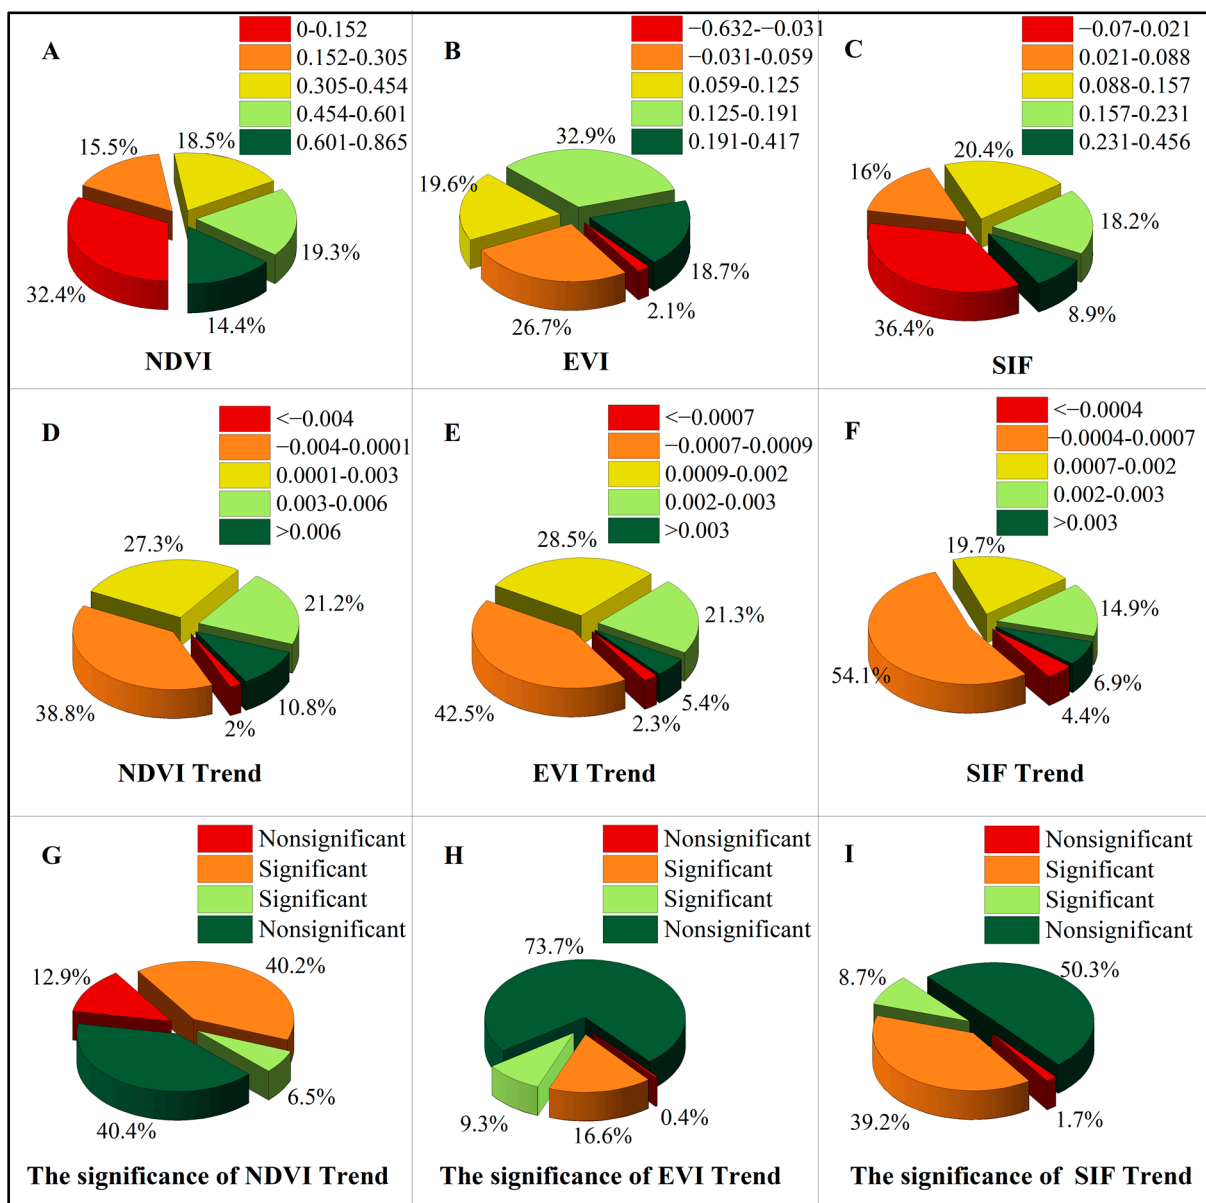 A
0-0.152
0.152-0.305
0.305-0.454
0.454-0.601
0.601-0.865
15.5%
18.5%
19.3%
32.4%
14.4%
NDVI
B
−0.632-−0.031
−0.031-0.059
0.059-0.125
0.125-0.191
0.191-0.417
32.9%
19.6%
18.7%
2.1%
26.7%
EVI
C
−0.07-0.021
0.021-0.088
0.088-0.157
0.157-0.231
0.231-0.456
20.4%
16%
18.2%
8.9%
36.4%
SIF
D
<−0.004
−0.004-0.0001
0.0001-0.003
0.003-0.006
>0.006
27.3%
21.2%
10.8%
38.8%
2%
NDVI Trend
E
<−0.0007
−0.0007-0.0009
0.0009-0.002
0.002-0.003
>0.003
28.5%
21.3%
5.4%
42.5%
2.3%
EVI Trend
F
<−0.0004
−0.0004-0.0007
0.0007-0.002
0.002-0.003
>0.003
19.7%
14.9%
54.1%
6.9%
4.4%
SIF Trend
G
Nonsignificant
Significant
Significant
Nonsignificant
12.9%
40.2%
6.5%
40.4%
The significance of NDVI Trend
H
Nonsignificant
Significant
Significant
Nonsignificant
73.7%
9.3%
16.6%
0.4%
The significance of EVI Trend
I
Nonsignificant
Significant
Significant
Nonsignificant
8.7%
50.3%
39.2%
1.7%
The significance of SIF Trend